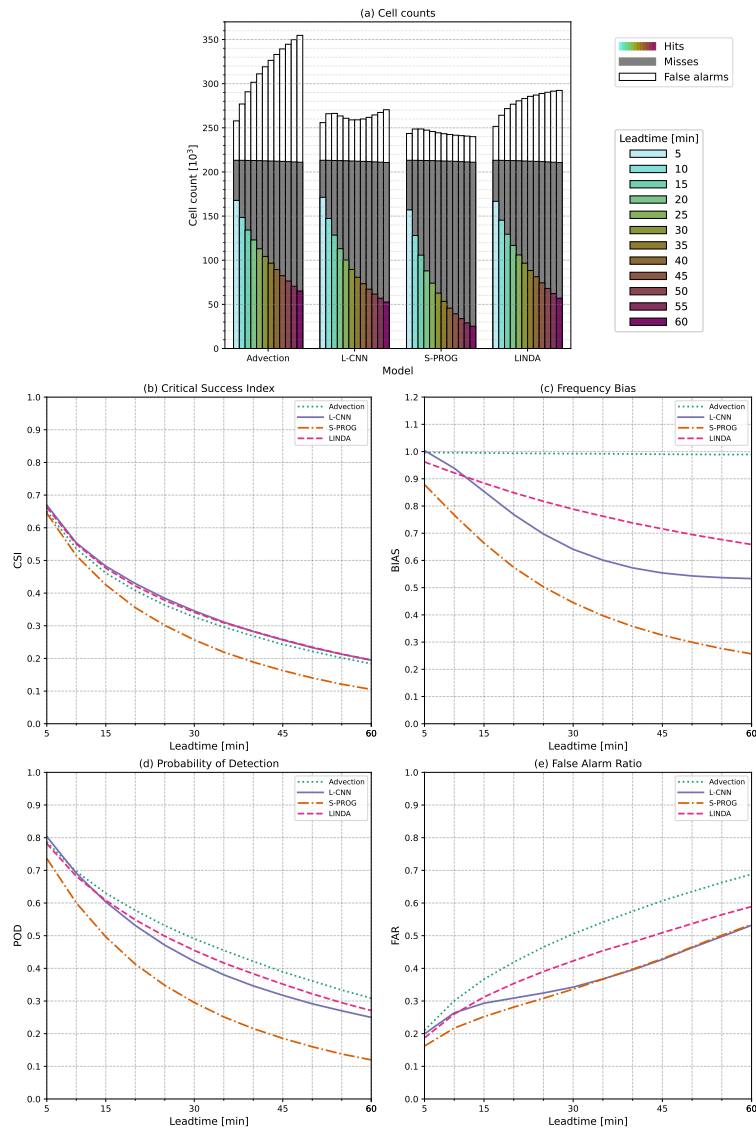 (a) Cell counts
Cell count [10³]
350
300
250
200
150
100
50
0
Advection
L-CNN
S-PROG
LINDA
Model
Hits
Misses
False alarms
Leadtime [min]
5
10
15
20
25
30
35
40
45
50
55
60
(b) Critical Success Index
CSI
1.0
0.9
0.8
0.7
0.6
0.5
0.4
0.3
0.2
0.1
0.0
5
15
30
45
60
Leadtime [min]
Advection
L-CNN
S-PROG
LINDA
(c) Frequency Bias
BIAS
1.2
1.1
1.0
0.9
0.8
0.7
0.6
0.5
0.4
0.3
0.2
0.1
0.0
5
15
30
45
60
Leadtime [min]
Advection
L-CNN
S-PROG
LINDA
(d) Probability of Detection
POD
1.0
0.9
0.8
0.7
0.6
0.5
0.4
0.3
0.2
0.1
0.0
5
15
30
45
60
Leadtime [min]
Advection
L-CNN
S-PROG
LINDA
(e) False Alarm Ratio
FAR
1.0
0.9
0.8
0.7
0.6
0.5
0.4
0.3
0.2
0.1
0.0
5
15
30
45
60
Leadtime [min]
Advection
L-CNN
S-PROG
LINDA